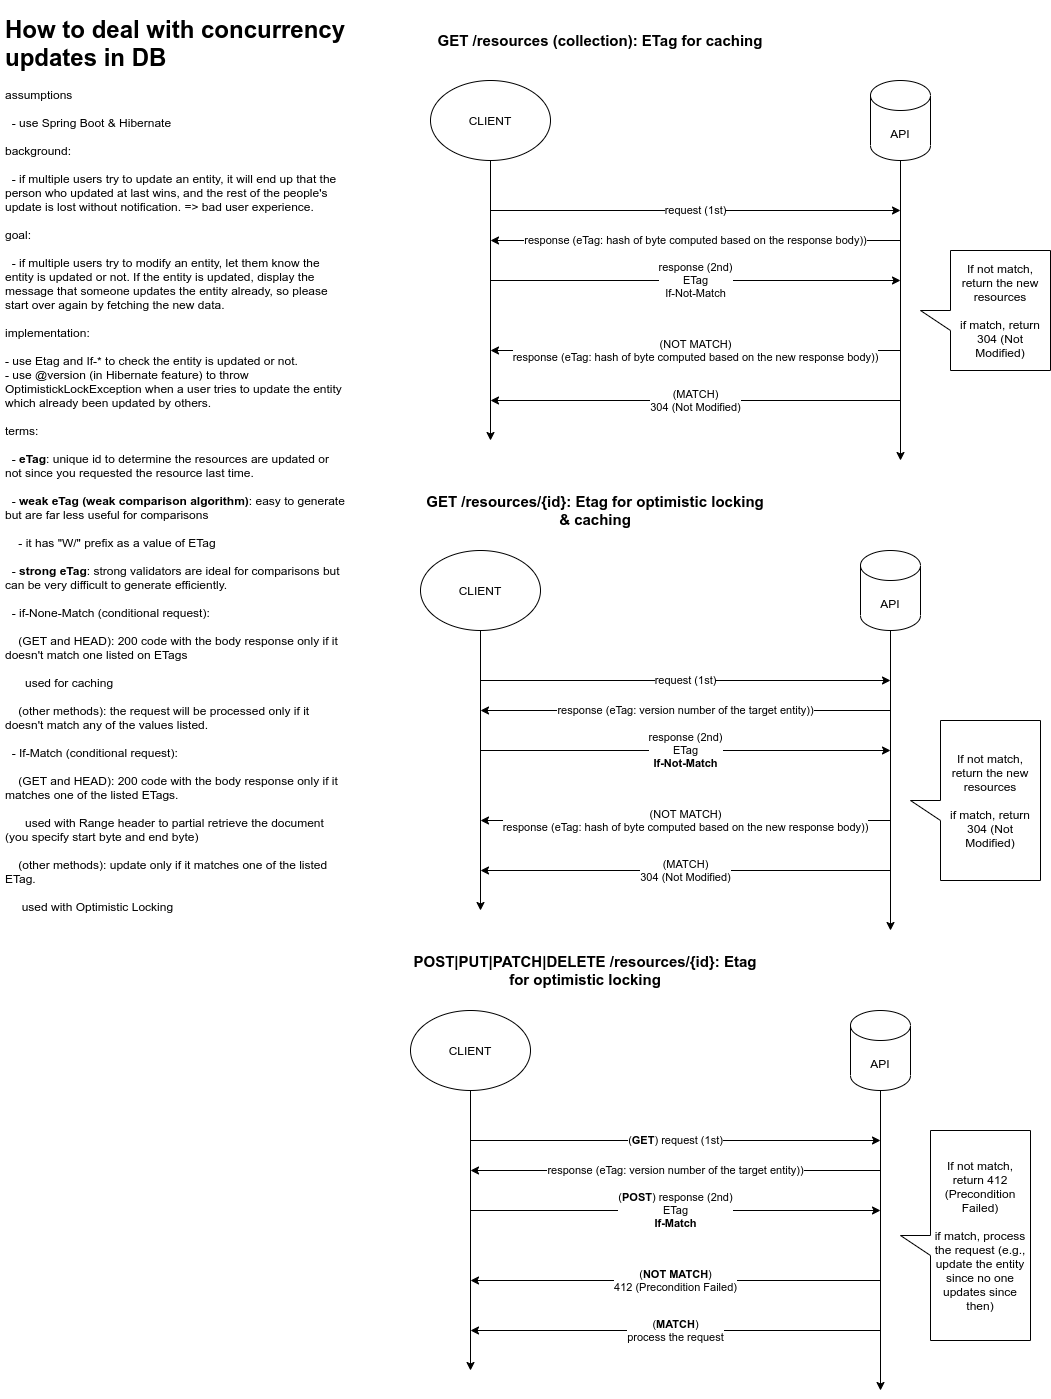 How to deal with concurrency
updates in DB
assumptions
- use Spring Boot & Hibernate
background:
- if multiple users try to update an entity, it will end up that the
person who updated at last wins, and the rest of the people's
update is lost without notification. => bad user experience.
goal:
- if multiple users try to modify an entity, let them know the
entity is updated or not. If the entity is updated, display the
message that someone updates the entity already, so please
start over again by fetching the new data.
implementation:
- use Etag and If-* to check the entity is updated or not.
- use @version (in Hibernate feature) to throw
OptimistickLockException when a user tries to update the entity
which already been updated by others.
terms:
- eTag: unique id to determine the resources are updated or
not since you requested the resource last time.
- weak eTag (weak comparison algorithm): easy to generate
but are far less useful for comparisons
- it has "W/" prefix as a value of ETag
- strong eTag: strong validators are ideal for comparisons but
can be very difficult to generate efficiently.
- if-None-Match (conditional request):
(GET and HEAD): 200 code with the body response only if it
doesn't match one listed on ETags
used for caching
(other methods): the request will be processed only if it
doesn't match any of the values listed.
- If-Match (conditional request):
(GET and HEAD): 200 code with the body response only if it
matches one of the listed ETags.
used with Range header to partial retrieve the document
(you specify start byte and end byte)
(other methods): update only if it matches one of the listed
ETag.
used with Optimistic Locking
GET /resources (collection): ETag for caching
CLIENT
API
request (1st)
response (eTag: hash of byte computed based on the response body))
response (2nd)
ETag
If-Not-Match
(NOT MATCH)
response (eTag: hash of byte computed based on the new response body))
(MATCH)
304 (Not Modified)
If not match,
return the new
resources
if match, return
304 (Not
Modified)
GET /resources/{id}: Etag for optimistic locking
& caching
CLIENT
API
request (1st)
response (eTag: version number of the target entity))
response (2nd)
ETag
If-Not-Match
(NOT MATCH)
response (eTag: hash of byte computed based on the new response body))
(MATCH)
304 (Not Modified)
If not match,
return the new
resources
if match, return
304 (Not
Modified)
POST|PUT|PATCH|DELETE /resources/{id}: Etag
for optimistic locking
CLIENT
API
(GET) request (1st)
response (eTag: version number of the target entity))
(POST) response (2nd)
ETag
If-Match
(NOT MATCH)
412 (Precondition Failed)
(MATCH)
process the request
If not match,
return 412
(Precondition
Failed)
if match, process
the request (e.g.,
update the entity
since no one
updates since
then)